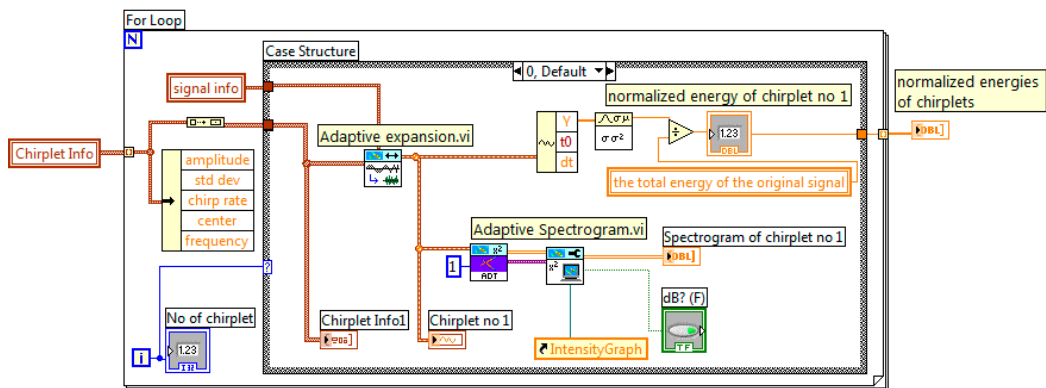 For Loop
N
Case Structure
0, Default
signal info
normalized energy of chirplet no 1
normalized energies
of chirplets
Adaptive expansion.vi
Y
t0
dt
σσ²
1.23
DBL
DBL]
Chirplet Info
amplitude
std dev
chirp rate
center
frequency
the total energy of the original signal
Adaptive Spectrogram.vi
Spectrogram of chirplet no 1
1
x²
ADT
x²
DBL]
?
dB? (F)
No of chirplet
Chirplet Info1
Chirplet no 1
1.23
I32
i
IntensityGraph
TF